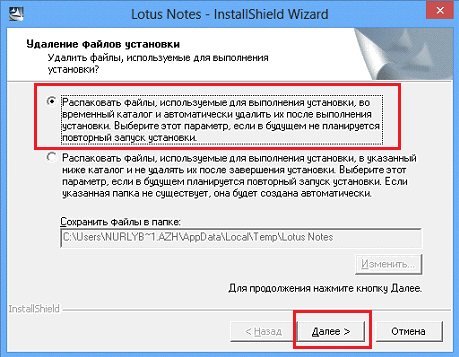 Lotus Notes - InstallShield Wizard
Удаление файлов установки
Удалить файлы, используемые для выполнения
установки?
Распаковать файлы, используемые для выполнения установки, во
временный каталог и автоматически удалить их после выполнения
установки. Выберите этот параметр, если в будущем не планируется
повторный запуск установки.
Распаковать файлы, используемые для выполнения установки, в указанный
ниже каталог и не удалять их после завершения установки. Выберите этот
параметр, если в будущем планируется повторный запуск установки. Если
указанная папка не существует, она будет создана автоматически.
Сохранить файлы в папке:
C:\Users\NURLYB~1.AZH\AppData\Local\Temp\Lotus Notes
Изменить...
Для продолжения нажмите кнопку Далее.
InstallShield
< Назад
Далее >
Отмена